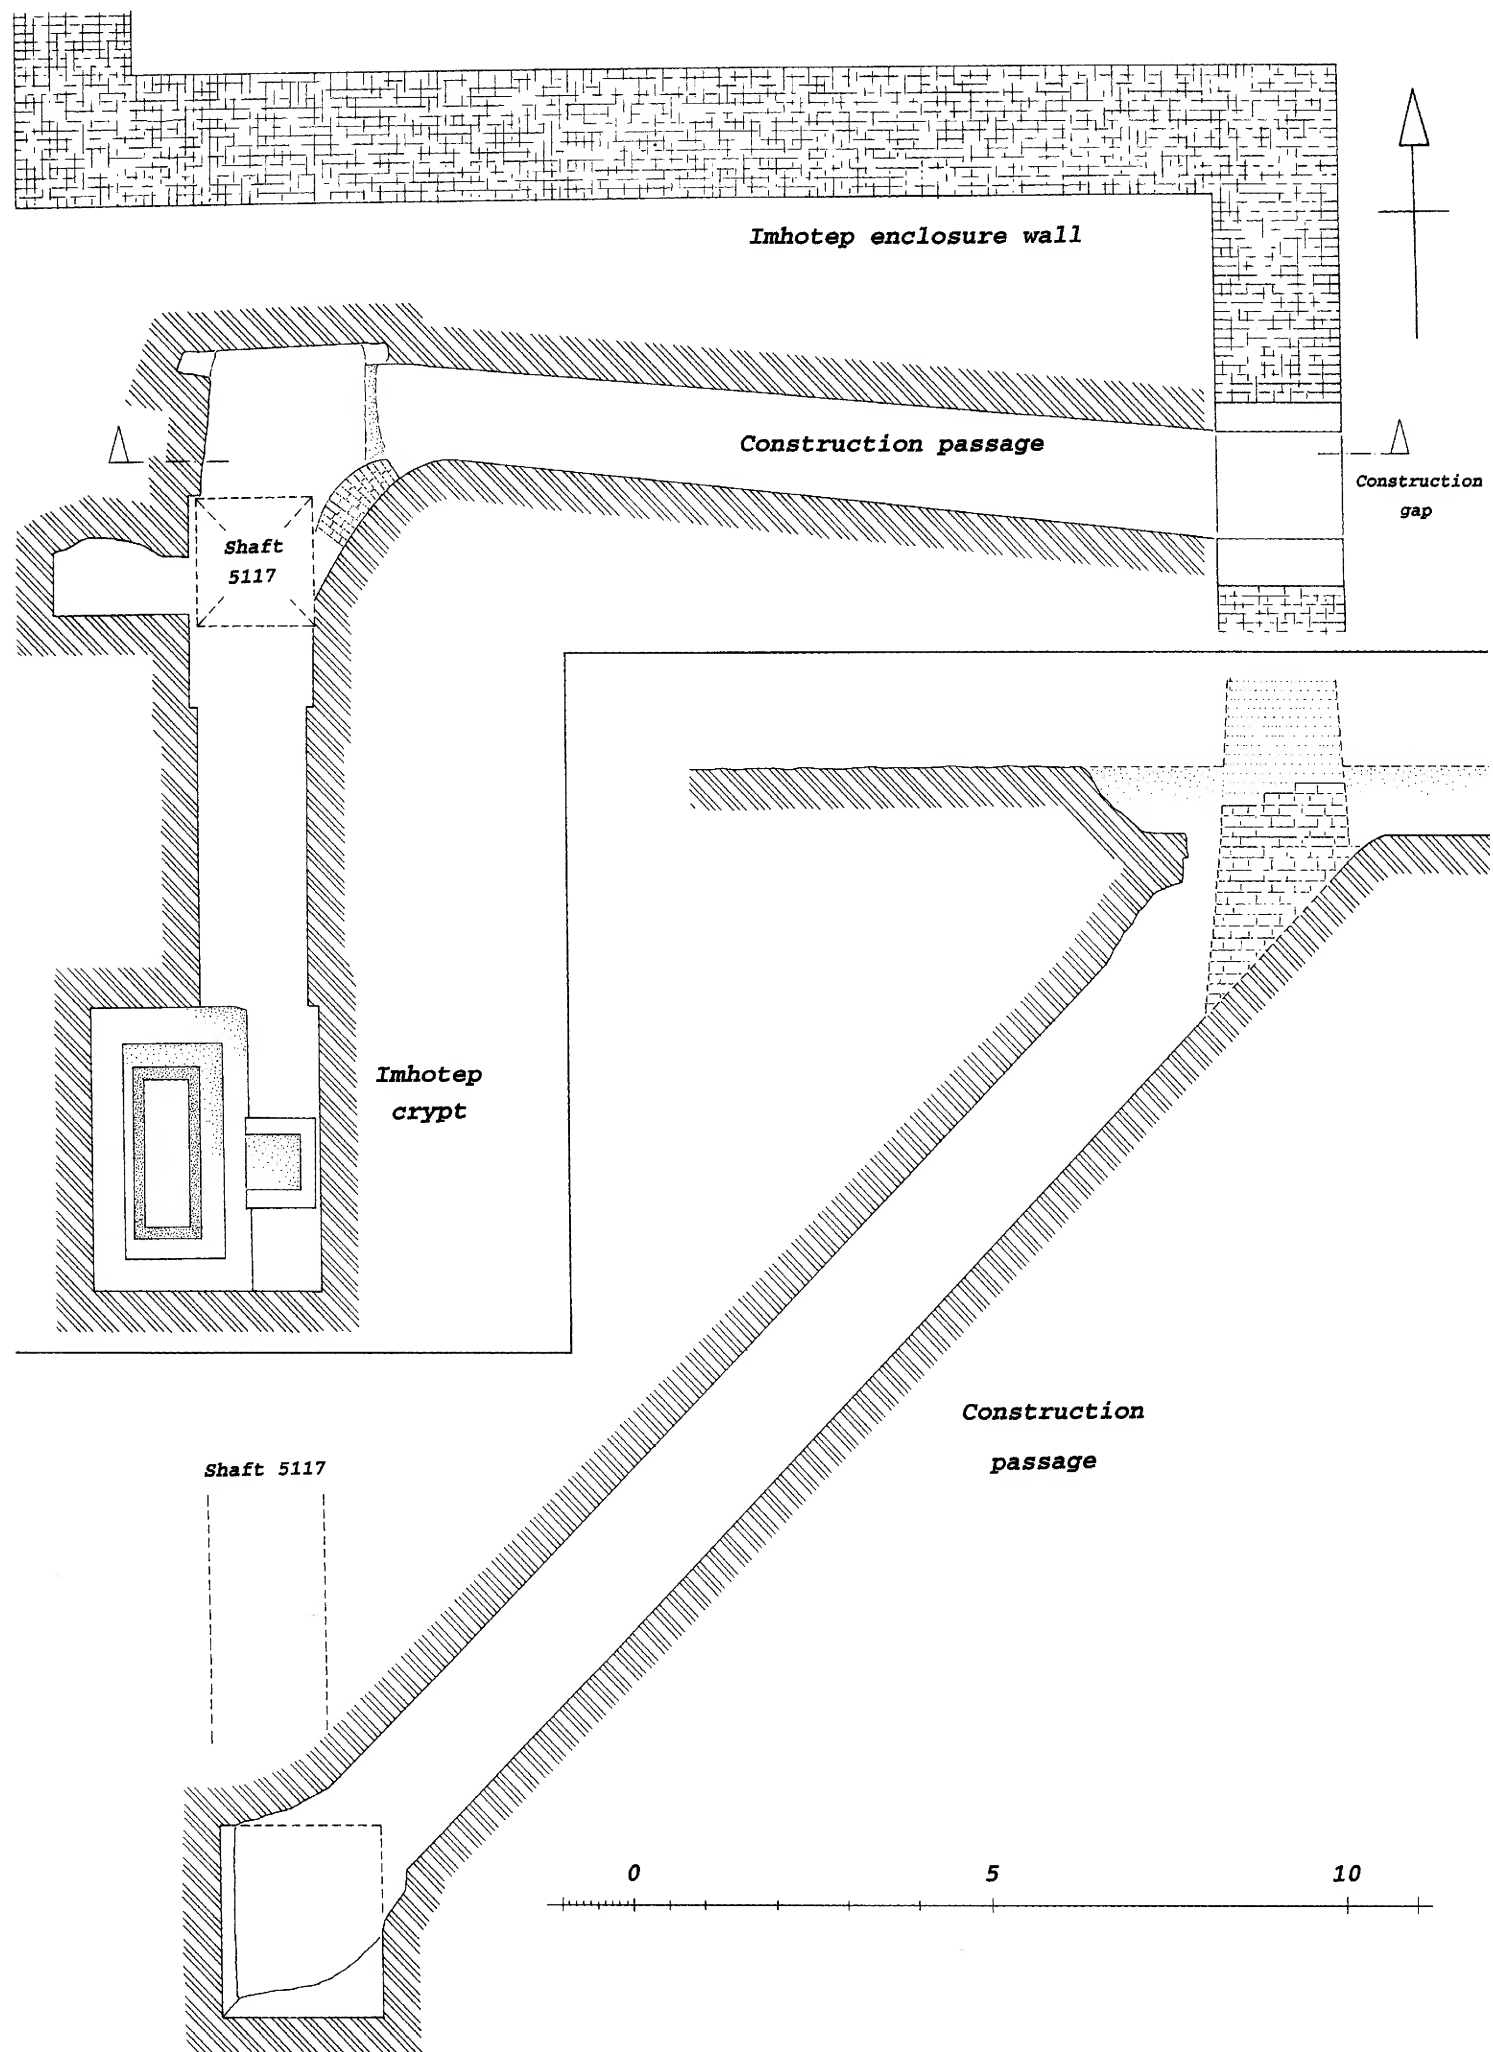 Imhotep enclosure wall
Construction passage
Construction
gap
Shaft
5117
Imhotep
crypt
Construction
passage
Shaft 5117
0 5 10